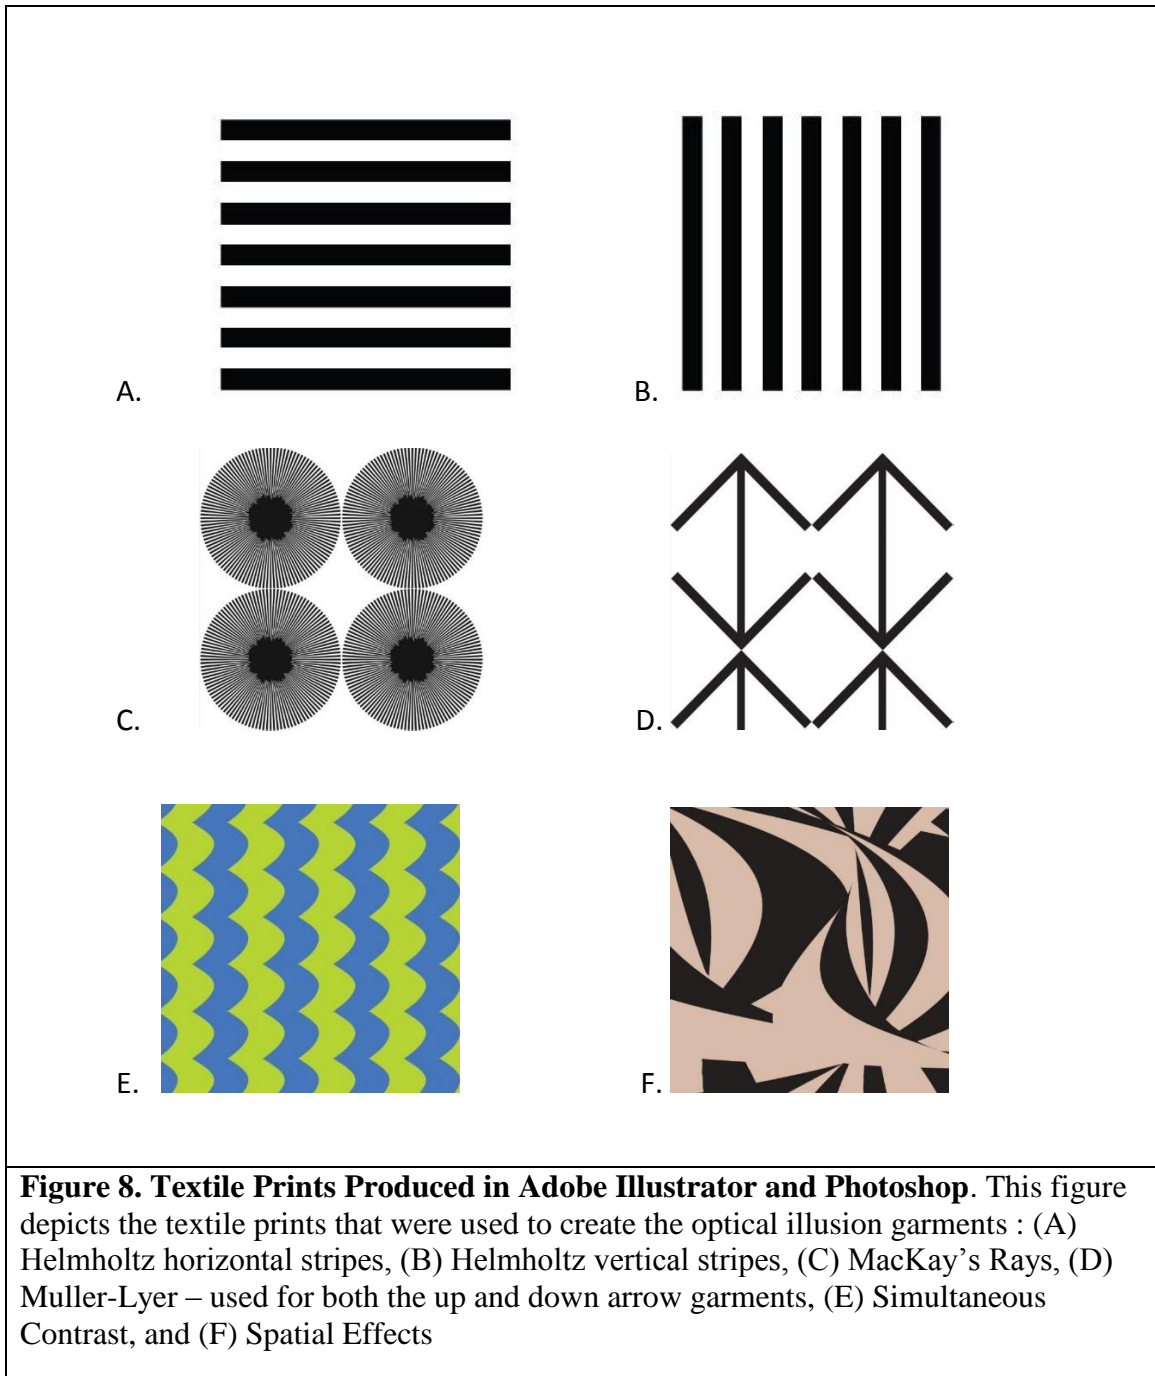 A.
B.
C.
D.
E.
F.
Figure 8. Textile Prints Produced in Adobe Illustrator and Photoshop. This figure
depicts the textile prints that were used to create the optical illusion garments : (A)
Helmholtz horizontal stripes, (B) Helmholtz vertical stripes, (C) MacKay’s Rays, (D)
Muller-Lyer – used for both the up and down arrow garments, (E) Simultaneous
Contrast, and (F) Spatial Effects